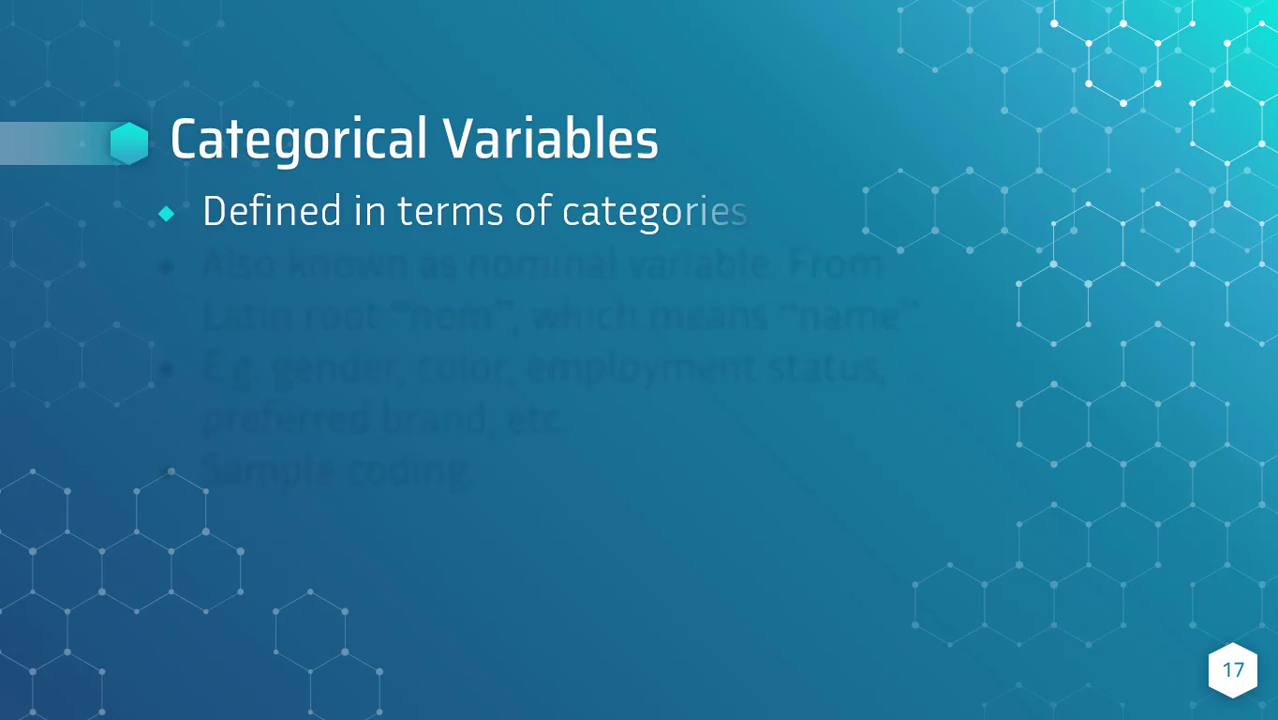 Categorical Variables
Defined in terms of categories
Also known as nominal variable. From
Latin root “nom”, which means “name”.
E.g. gender, color, employment status,
preferred brand, etc.
Sample coding.
17